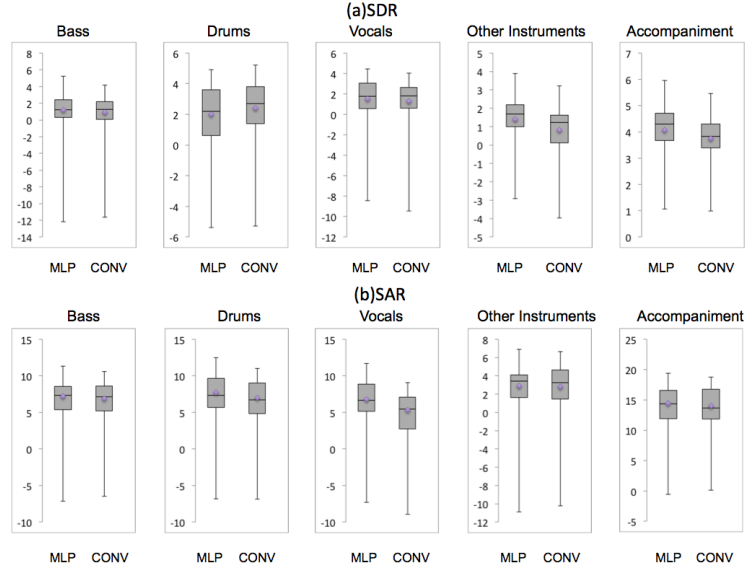 (a)SDR
Bass Drums Vocals Other Instruments Accompaniment
8 6 6 5 7
6 4 4 4 6
4 2 2 3 5
2 0 0 2 4
0 -2 -2 1 3
-2 -4 -4 0 2
-4 -6 -6 -1 1
-6 -8 -2 0
-8 -10 -3
-10 -12 -4
-12 -5
-14
MLP CONV MLP CONV MLP CONV MLP CONV MLP CONV
(b)SAR
Bass Drums Vocals Other Instruments Accompaniment
15 15 15 8 25
10 10 10 6 20
5 5 5 4 15
0 0 0 2 10
-5 -5 -5 0 5
-10 -10 -10 -2 0
-4 -5
-6
-8
-10
-12
MLP CONV MLP CONV MLP CONV MLP CONV MLP CONV